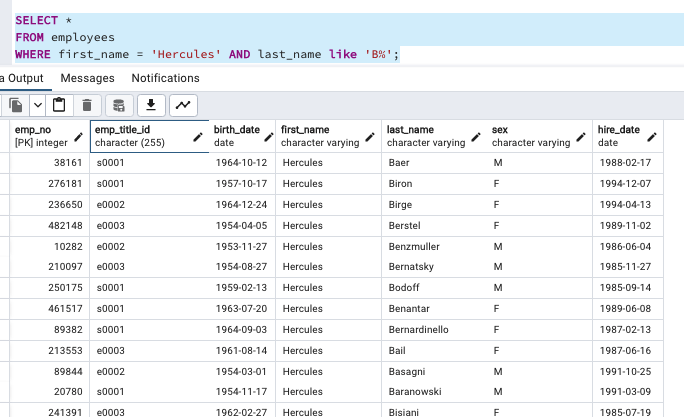 SELECT *
FROM employees
WHERE first_name = 'Hercules' AND last_name like 'B%';
a Output Messages Notifications
emp_no emp_title_id birth_date first_name last_name sex hire_date
[PK] integer character (255) date character varying character varying character varying date
38161 s0001 1964-10-12 Hercules Baer M 1988-02-17
276181 s0001 1957-10-17 Hercules Biron F 1994-12-07
236650 e0002 1964-12-24 Hercules Birge F 1994-04-13
482148 e0003 1954-04-05 Hercules Berstel F 1989-11-02
10282 e0002 1953-11-27 Hercules Benzmuller M 1986-06-04
210097 e0003 1954-08-27 Hercules Bernatsky M 1985-11-27
250175 s0001 1959-02-13 Hercules Bodoff M 1985-09-14
461517 s0001 1963-07-20 Hercules Benantar F 1989-06-08
89382 s0001 1964-09-03 Hercules Bernardinello F 1987-02-13
213553 e0003 1961-08-14 Hercules Bail F 1987-06-16
89844 e0002 1954-03-01 Hercules Basagni M 1991-10-25
20780 s0001 1954-11-17 Hercules Baranowski M 1991-03-09
241391 e0003 1962-02-27 Hercules Bisiani F 1985-07-19